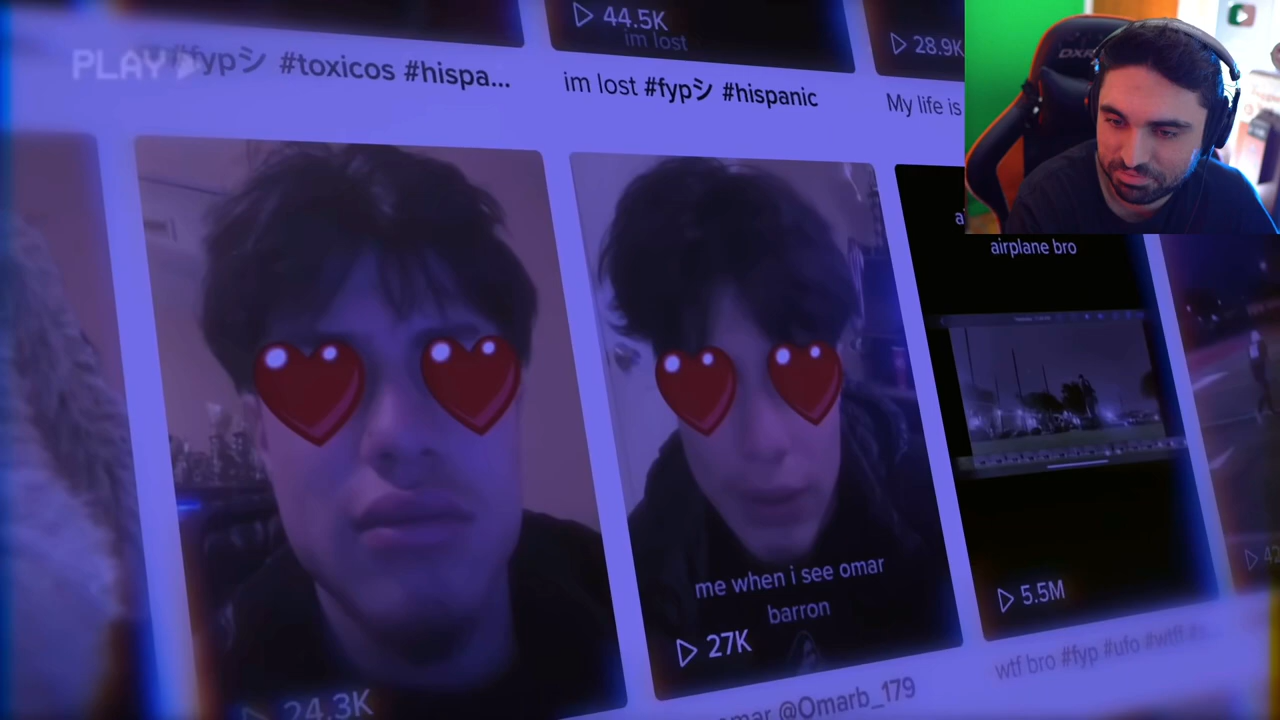 44.5K
im lost
28.9K
PLAY
#fypシ #toxicos #hispa...
im lost #fypシ #hispanic
My life is
DXR
airplane bro
me when i see omar
barron
27K
24.3K
5.5M
wtf bro #fyp #ufo #wtff
@Omarb_179